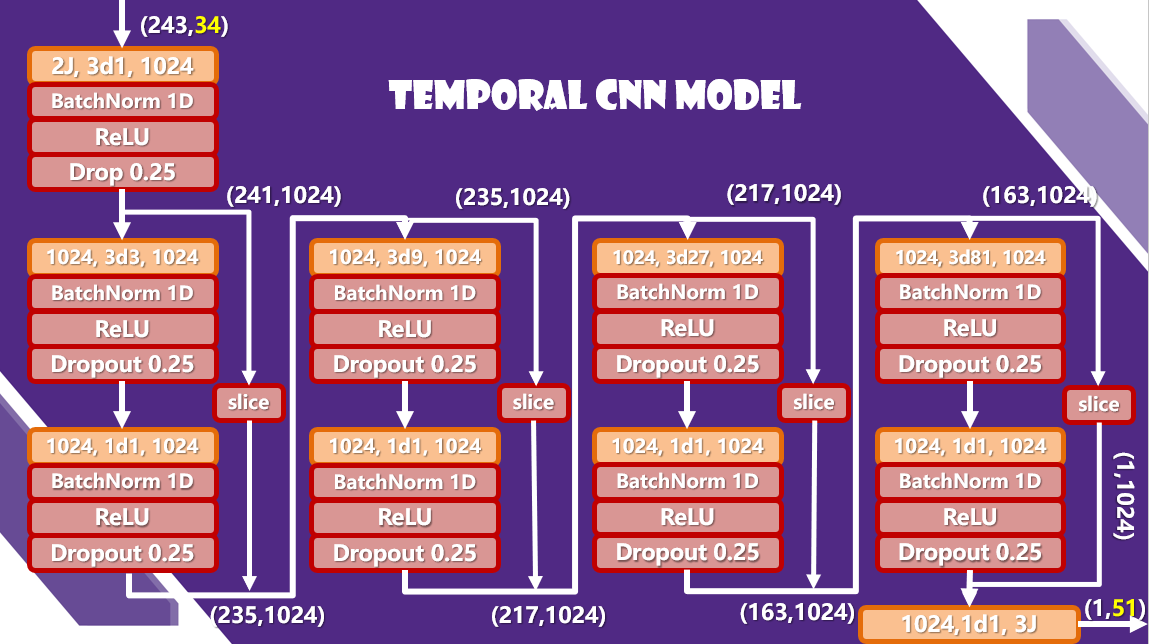 (243,34)
2J, 3d1, 1024
BatchNorm 1D
ReLU
Drop 0.25
TEMPORAL CNN MODEL
(241,1024)
(235,1024)
(217,1024)
(163,1024)
1024, 3d3, 1024
BatchNorm 1D
ReLU
Dropout 0.25
slice
1024, 1d1, 1024
BatchNorm 1D
ReLU
Dropout 0.25
(235,1024)
1024, 3d9, 1024
BatchNorm 1D
ReLU
Dropout 0.25
slice
1024, 1d1, 1024
BatchNorm 1D
ReLU
Dropout 0.25
(217,1024)
1024, 3d27, 1024
BatchNorm 1D
ReLU
Dropout 0.25
slice
1024, 1d1, 1024
BatchNorm 1D
ReLU
Dropout 0.25
(163,1024)
1024, 3d81, 1024
BatchNorm 1D
ReLU
Dropout 0.25
slice
1024, 1d1, 1024
BatchNorm 1D
ReLU
Dropout 0.25
(1,1024)
1024,1d1, 3J
(1,51)